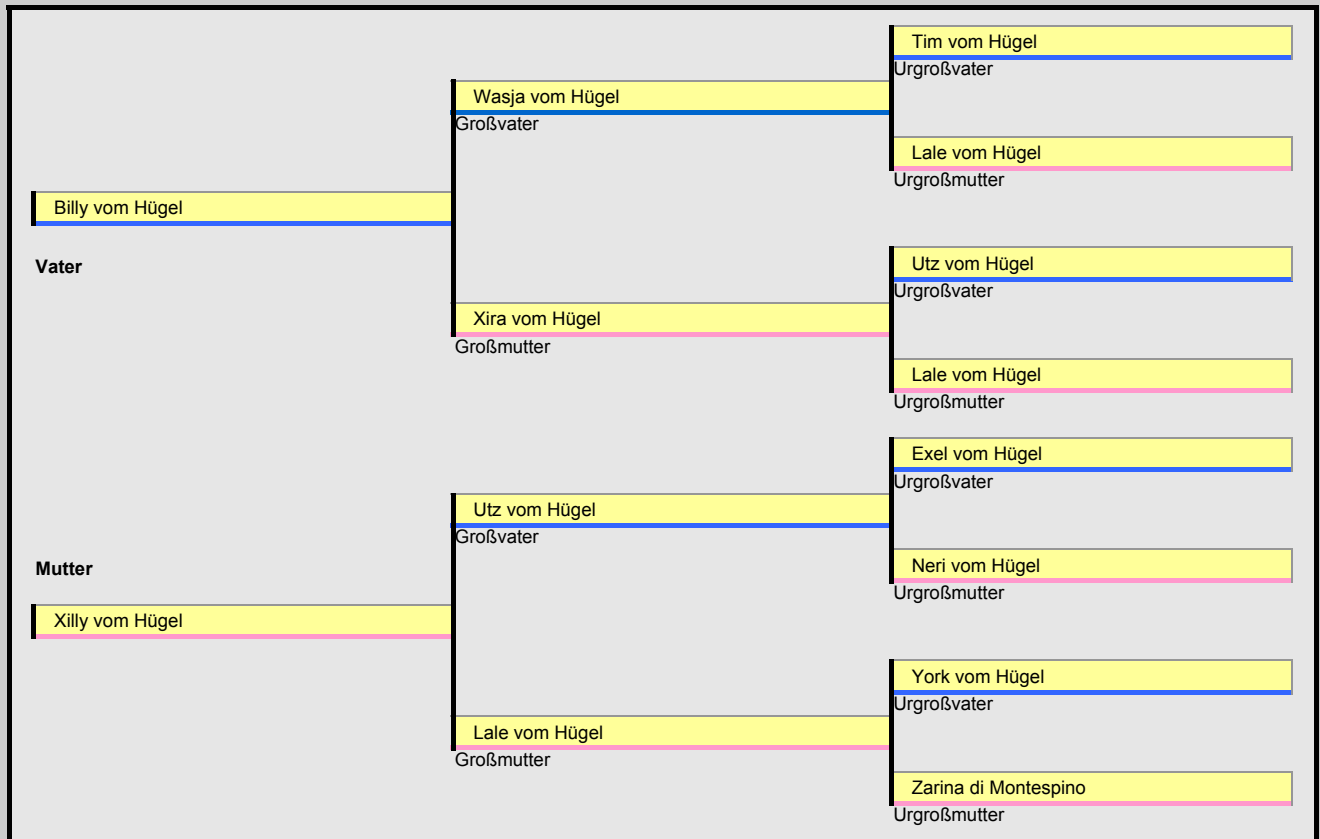 Tim vom Hügel
Urgroßvater
Wasja vom Hügel
Großvater
Lale vom Hügel
Urgroßmutter
Billy vom Hügel
Vater
Utz vom Hügel
Urgroßvater
Xira vom Hügel
Großmutter
Lale vom Hügel
Urgroßmutter
Exel vom Hügel
Urgroßvater
Utz vom Hügel
Großvater
Mutter
Neri vom Hügel
Urgroßmutter
Xilly vom Hügel
York vom Hügel
Urgroßvater
Lale vom Hügel
Großmutter
Zarina di Montespino
Urgroßmutter